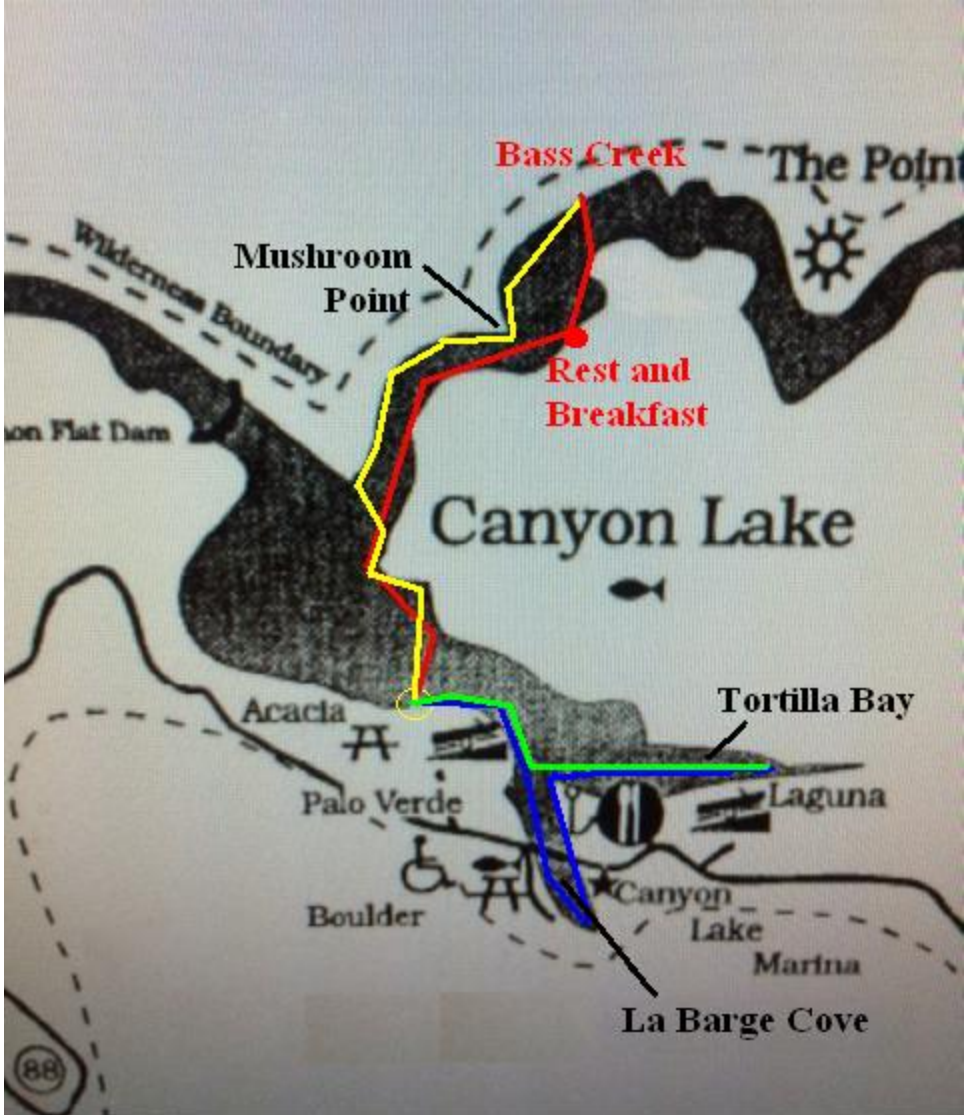 Bass Creek
The Point
Mushroom
Point
Wilderness Boundary
Rest and
Breakfast
on Flat Dam
Canyon Lake
Tortilla Bay
Acacia
Palo Verde
Laguna
Boulder
Canyon
Lake
Marina
La Barge Cove
88